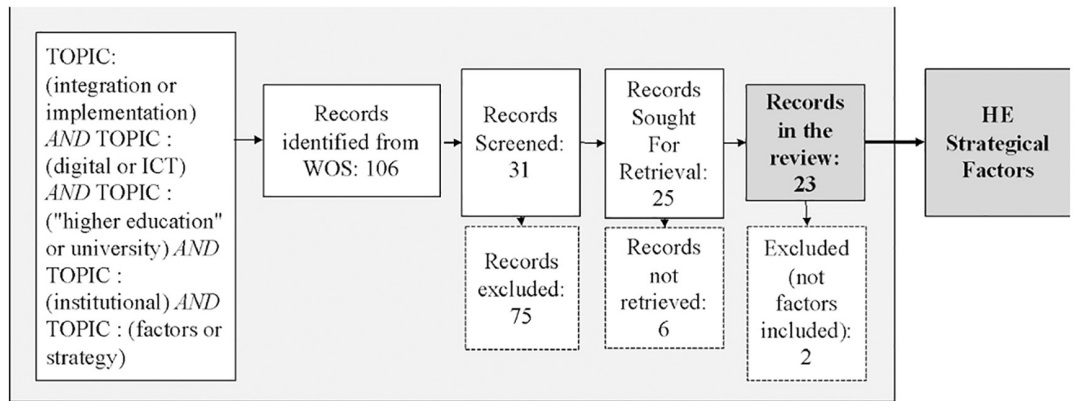 TOPIC:
(integration or
implementation)
AND TOPIC :
(digital or ICT)
AND TOPIC :
("higher education"
or university) AND
TOPIC :
(institutional) AND
TOPIC : (factors or
strategy)
Records
identified from
WOS: 106
Records
Screened:
31
Records
excluded:
75
Records
Sought
For
Retrieval:
25
Records
not
retrieved:
6
Records
in the
review:
23
Excluded
(not
factors
included):
2
HE
Strategical
Factors